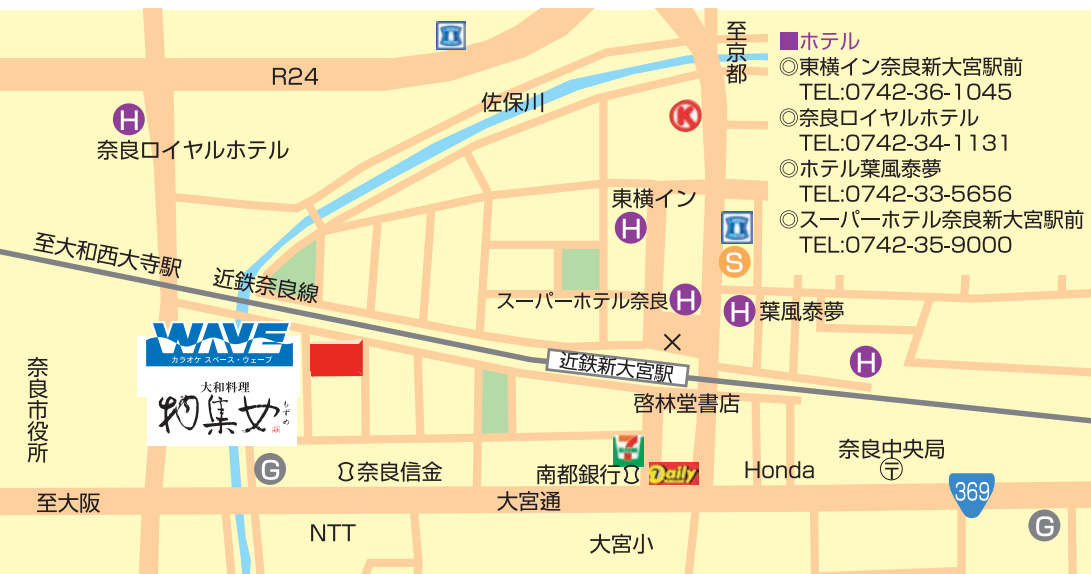 R24
佐保川
至京都
H
奈良ロイヤルホテル
K
■ホテル
◎東横イン奈良新大宮駅前
TEL:0742-36-1045
◎奈良ロイヤルホテル
TEL:0742-34-1131
◎ホテル葉風泰夢
TEL:0742-33-5656
◎スーパーホテル奈良新大宮駅前
TEL:0742-35-9000
東横イン
H
S
至大和西大寺駅
近鉄奈良線
スーパーホテル奈良
H
H
葉風泰夢
H
WAVE
カラオケ スペース・ウェーブ
大和料理
物集女
もずめ
近鉄新大宮駅
啓林堂書店
奈良市役所
G
奈良信金
南都銀行
7
Daily
Honda
奈良中央局
〒
369
至大阪
大宮通
NTT
大宮小
G